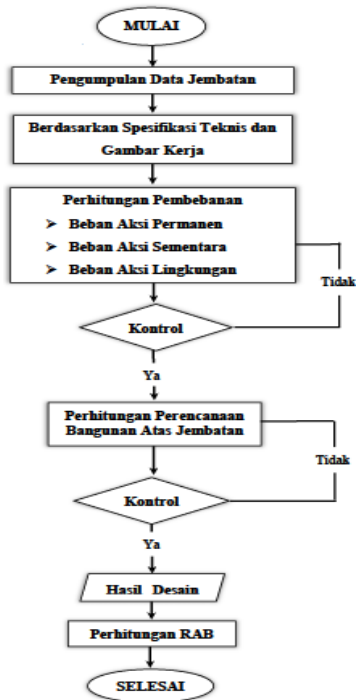 MULAI
Pengumpulan Data Jembatan
Berdasarkan Spesifikasi Teknis dan
Gambar Kerja
Perhitungan Pembebanan
➤ Beban Aksi Permanen
➤ Beban Aksi Sementara
➤ Beban Aksi Lingkungan
Tidak
Kontrol
Ya
Perhitungan Perencanaan
Bangunan Atas Jembatan
Tidak
Kontrol
Ya
Hasil Desain
Perhitungan RAB
SELESAI